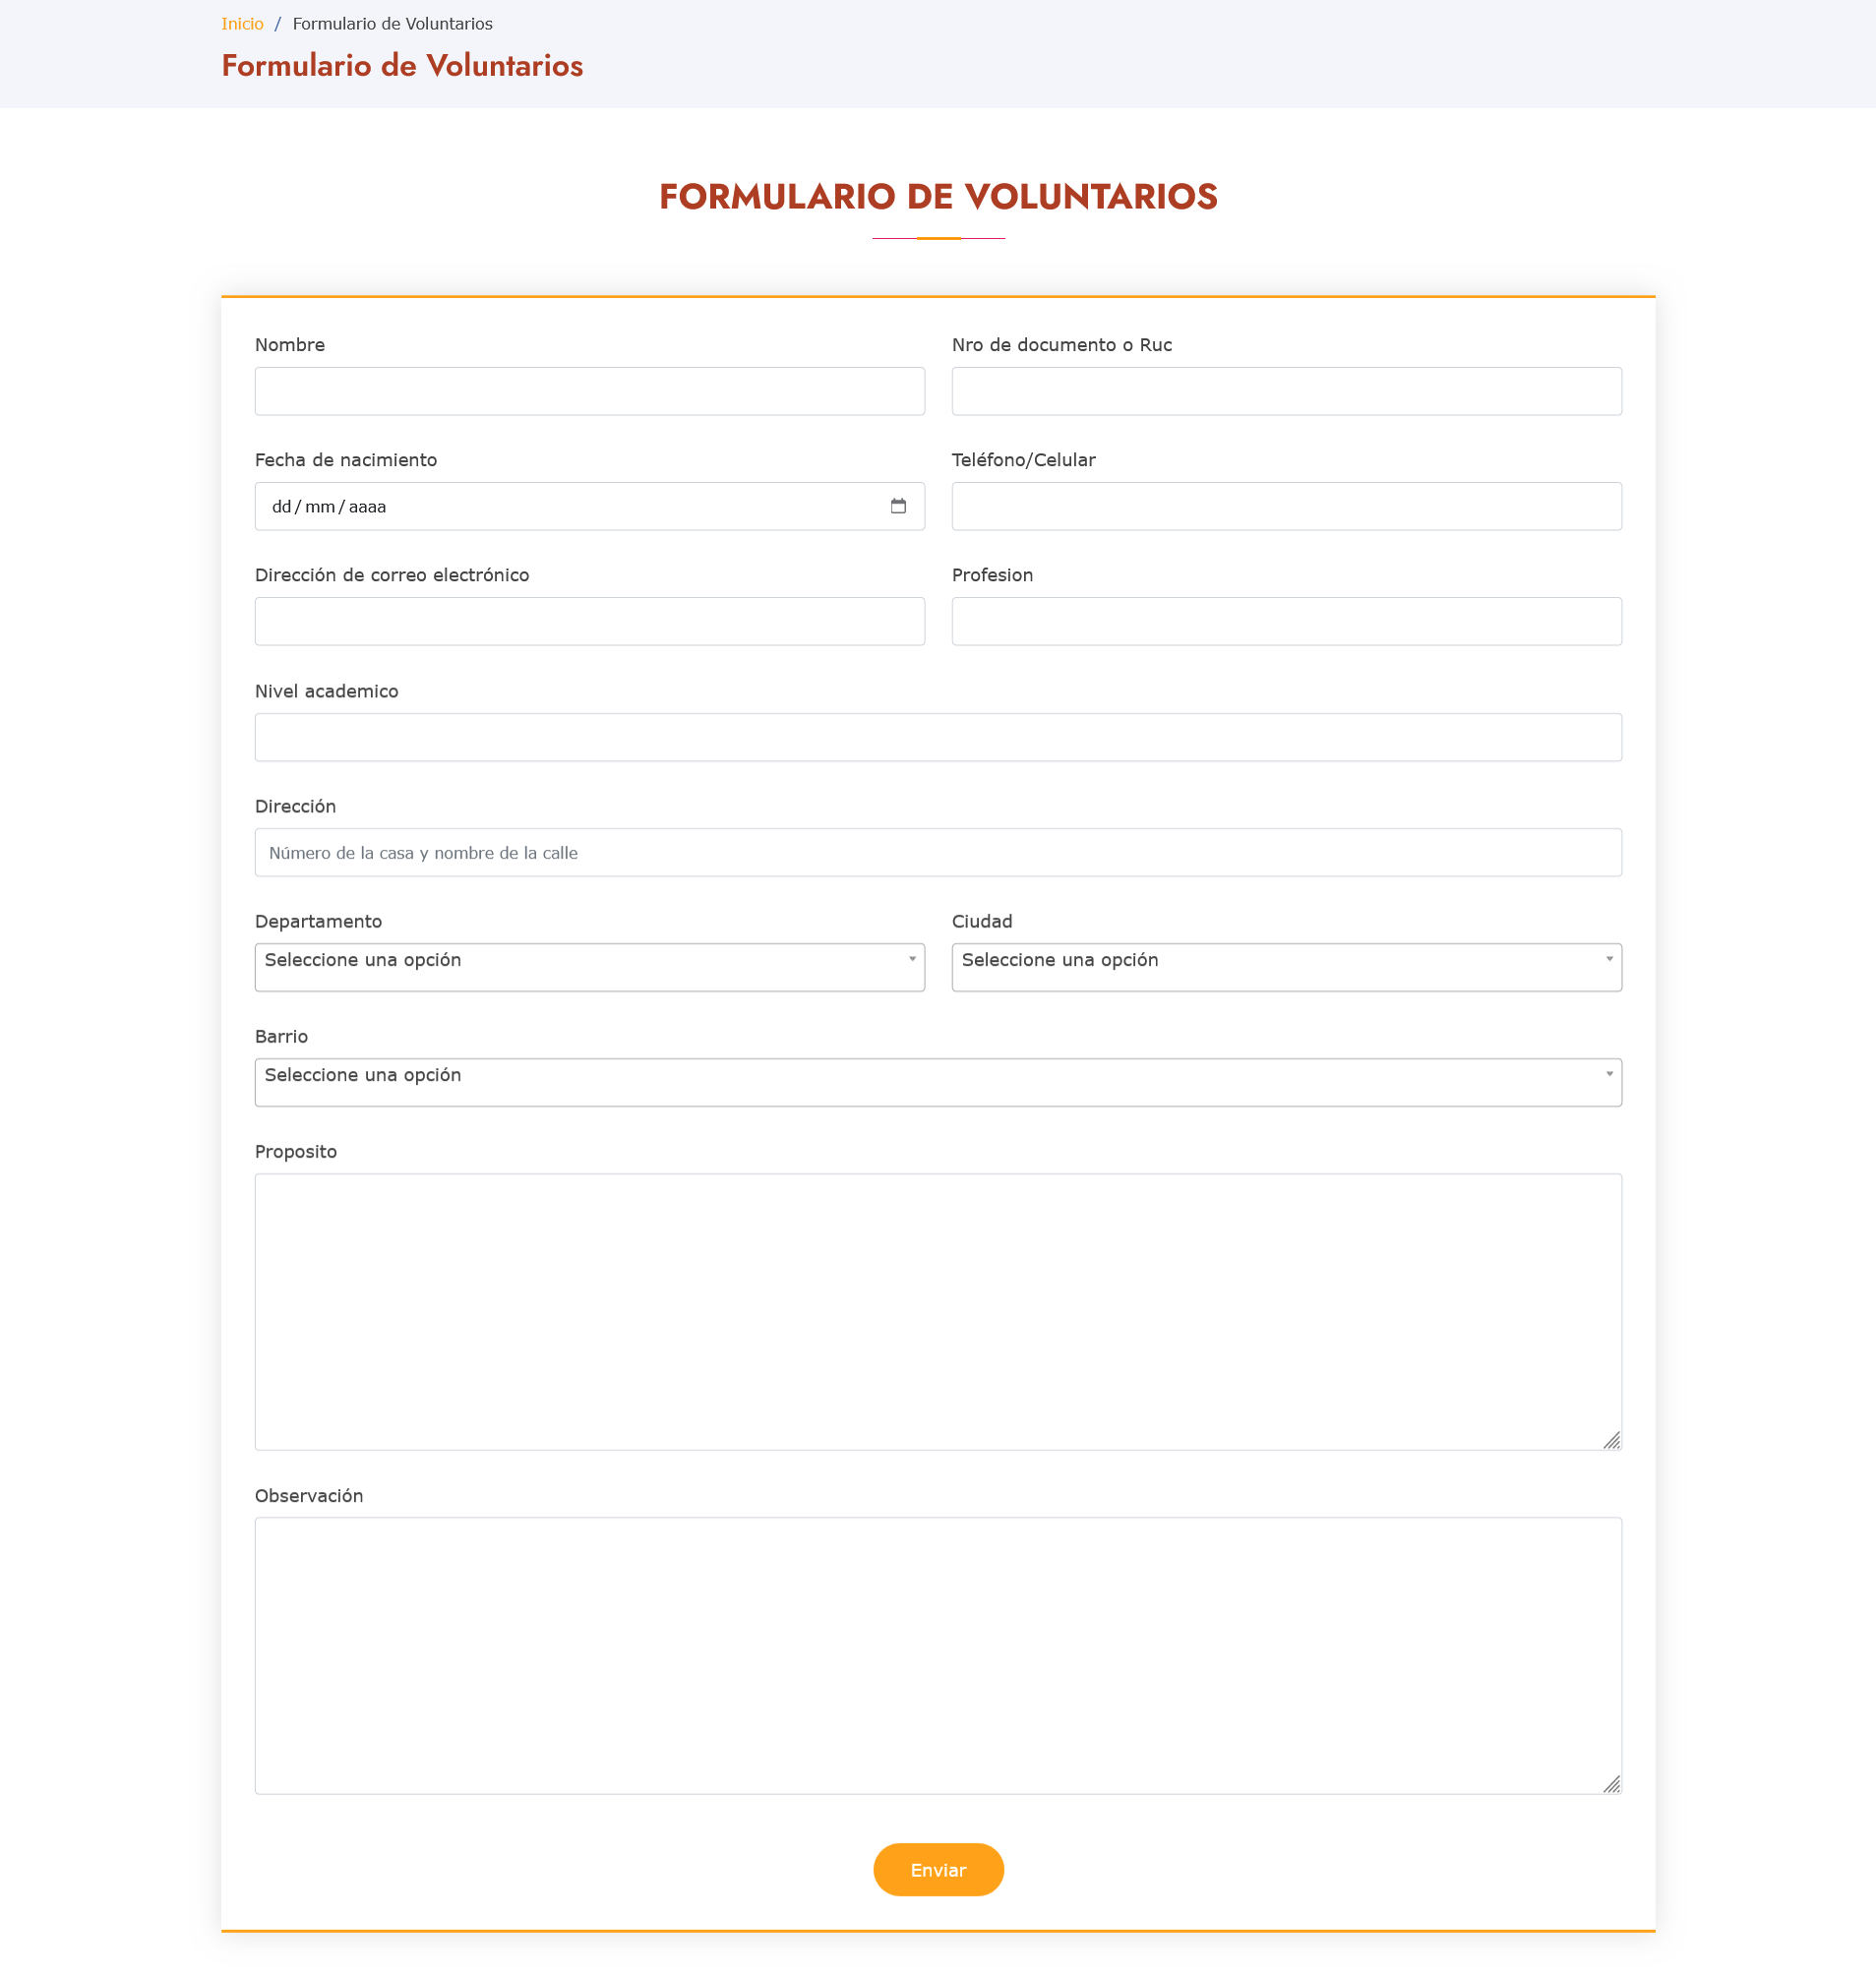 Inicio / Formulario de Voluntarios
Formulario de Voluntarios
FORMULARIO DE VOLUNTARIOS
Nombre
Nro de documento o Ruc
Fecha de nacimiento
Teléfono/Celular
dd/mm/aaaa
Dirección de correo electrónico
Profesion
Nivel academico
Dirección
Número de la casa y nombre de la calle
Departamento
Ciudad
Seleccione una opción
Seleccione una opción
Barrio
Seleccione una opción
Proposito
Observación
Enviar